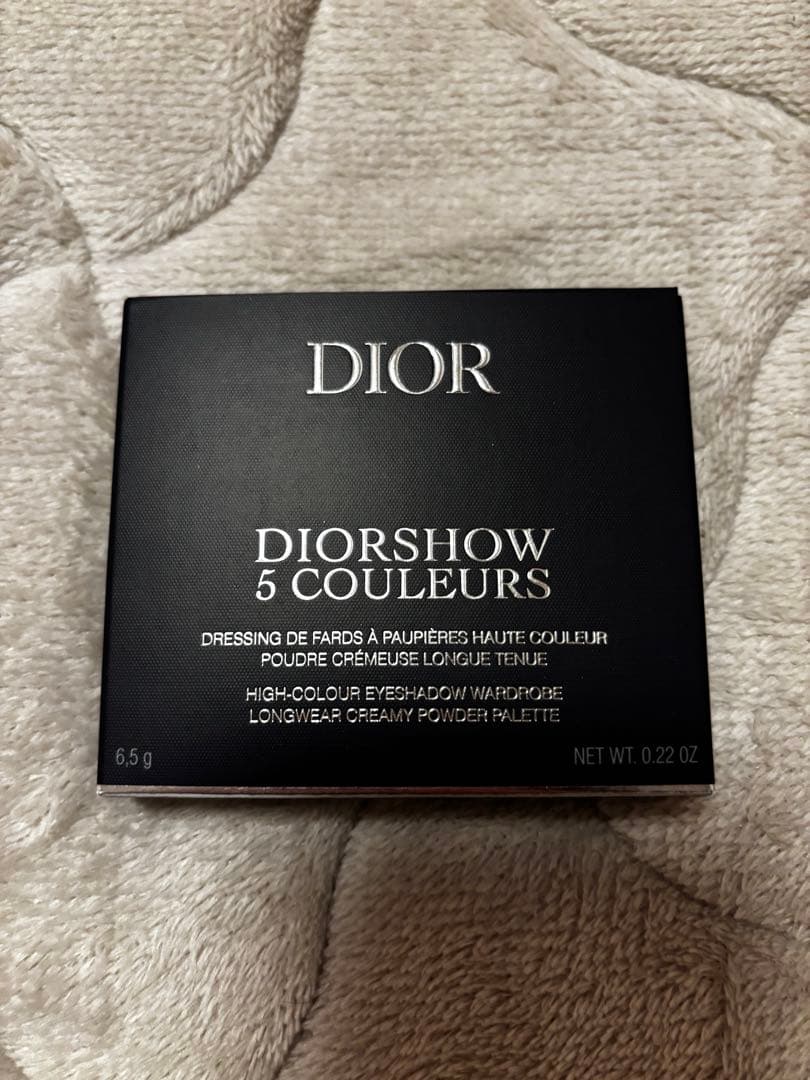 DIOR
DIORSHOW
5 COULEURS
DRESSING DE FARDS À PAUPIÈRES HAUTE COULEUR
POUDRE CRÉMEUSE LONGUE TENUE
HIGH-COLOUR EYESHADOW WARDROBE
LONGWEAR CREAMY POWDER PALETTE
6,5 g NET WT. 0.22 OZ